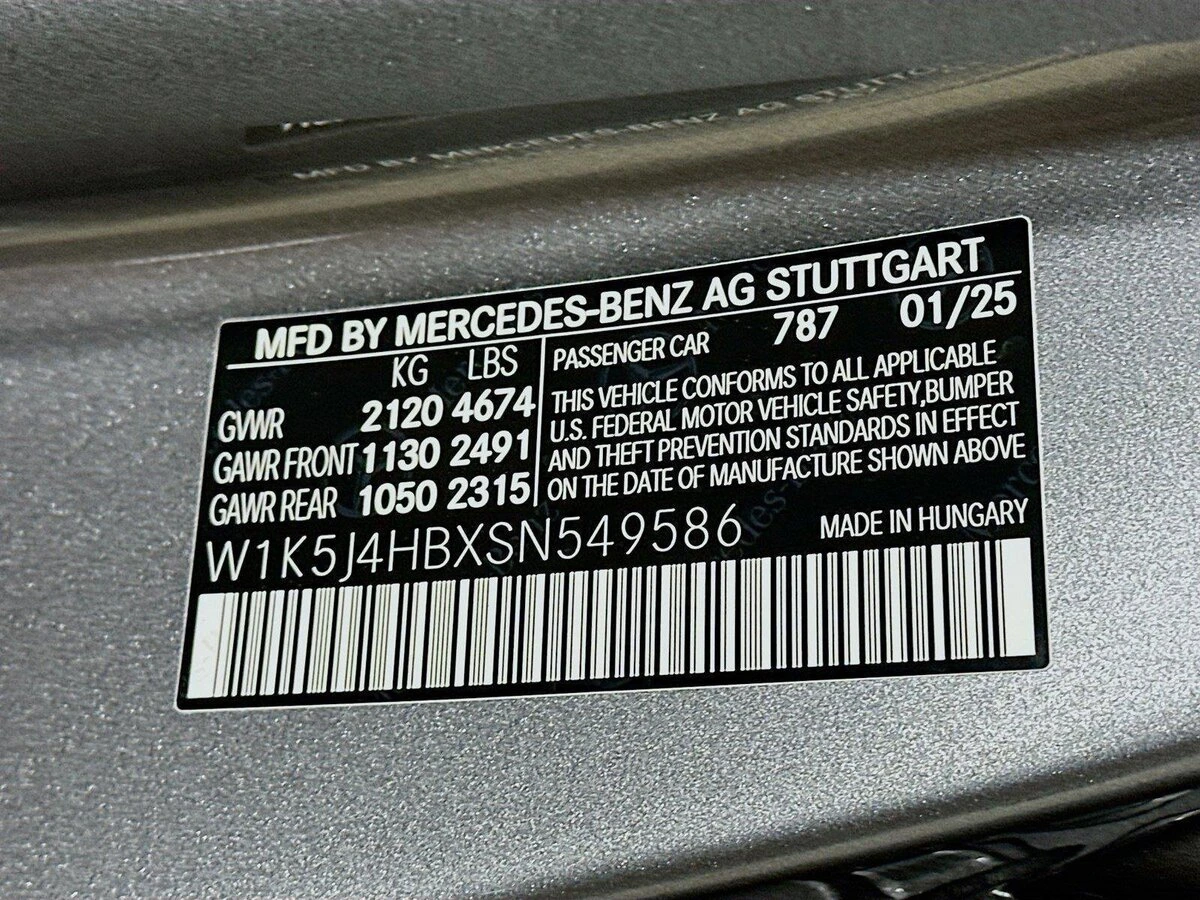 MFD BY MERCEDES-BENZ AG STUTTGART
MFD BY MERCEDES-BENZ AG STUTTGART
KG LBS
GVWR 2120 4674
GAWR FRONT 1130 2491
GAWR REAR 1050 2315
PASSENGER CAR 787 01/25
THIS VEHICLE CONFORMS TO ALL APPLICABLE
U.S. FEDERAL MOTOR VEHICLE SAFETY,BUMPER
AND THEFT PREVENTION STANDARDS IN EFFECT
ON THE DATE OF MANUFACTURE SHOWN ABOVE
W1K5J4HBXSN549586 MADE IN HUNGARY